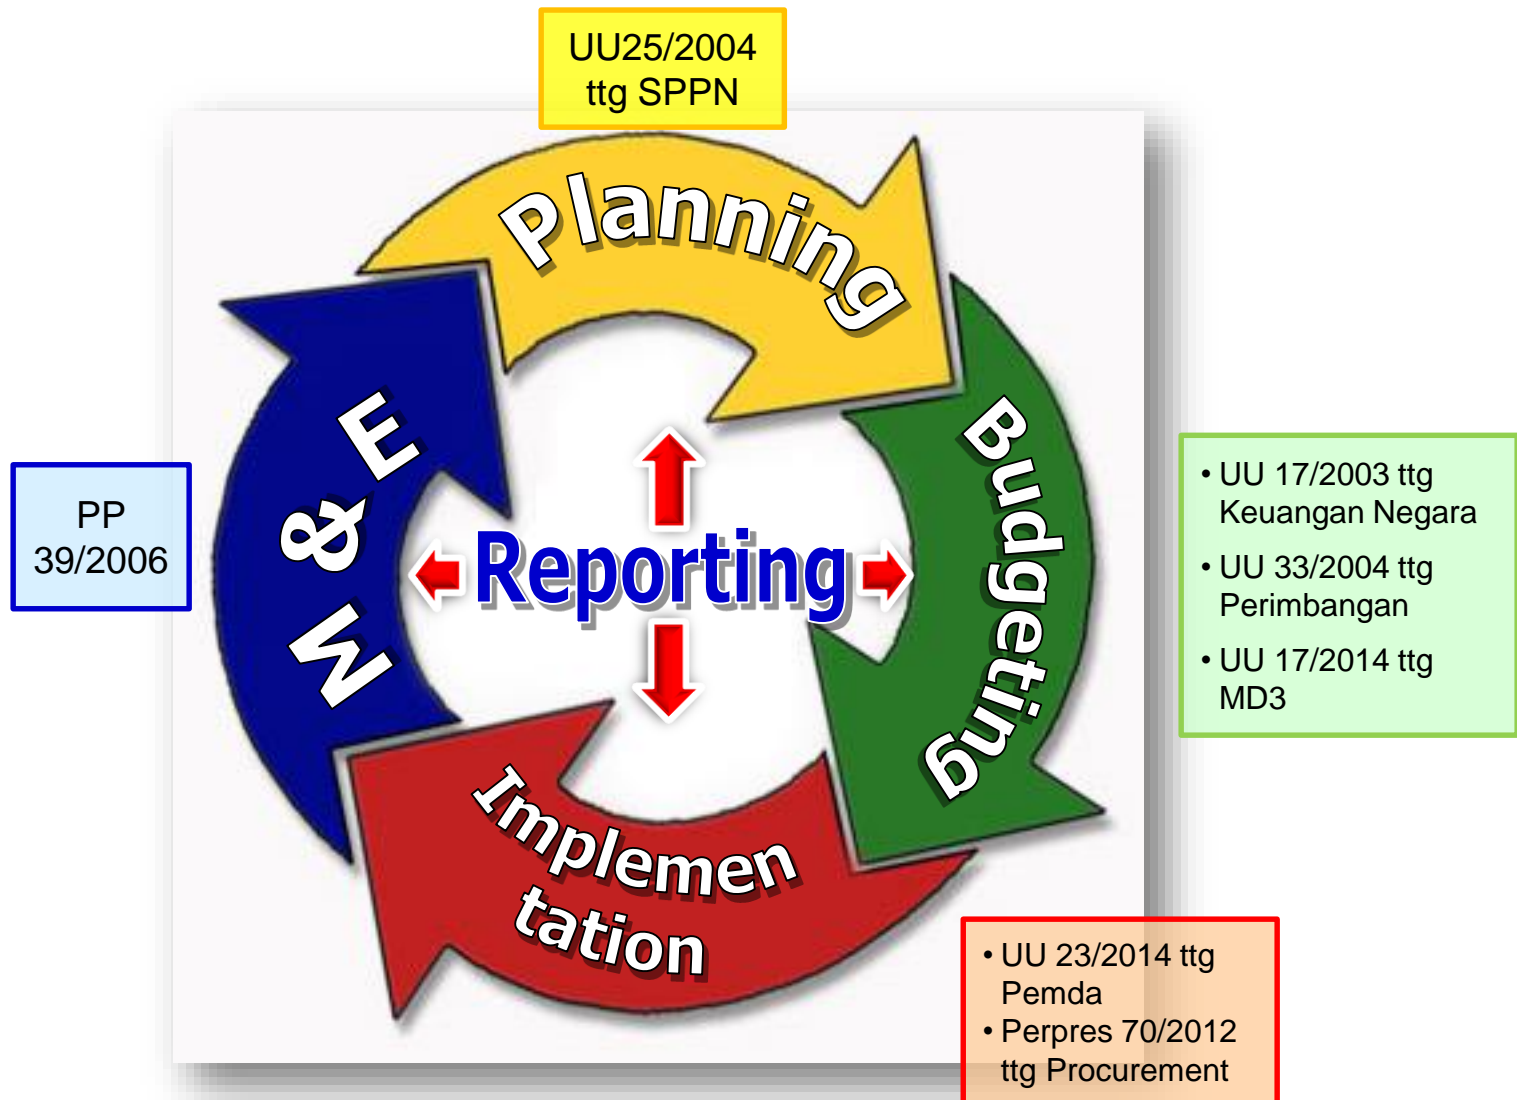 UU25/2004
ttg SPPN
Planning
M & E
Budgeting
Reporting
Implemen
tation
PP
39/2006
• UU 17/2003 ttg
Keuangan Negara
• UU 33/2004 ttg
Perimbangan
• UU 17/2014 ttg
MD3
• UU 23/2014 ttg
Pemda
• Perpres 70/2012
ttg Procurement